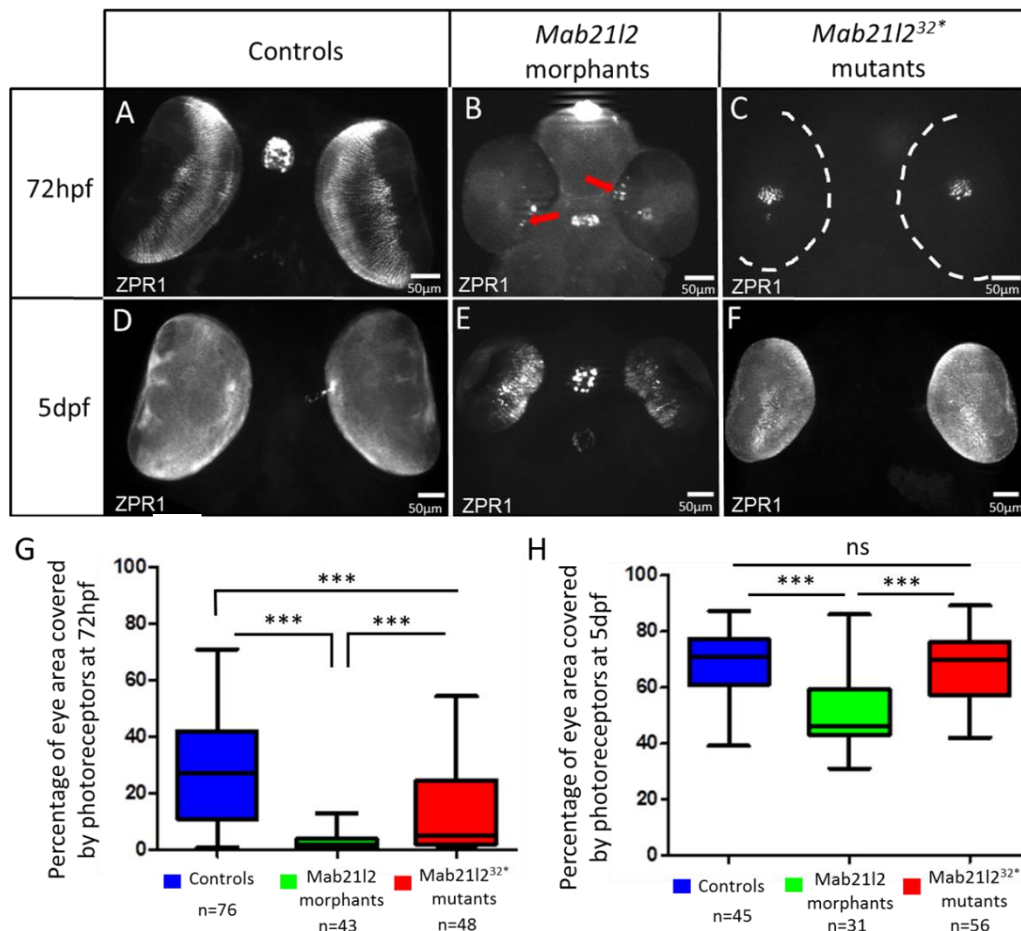 Controls
Mab21l2
morphants
Mab21l2³²*
mutants
72hpf
A
ZPR1
50µm
B
50µm
C
ZPR1
50µm
5dpf
D
ZPR1
50µm
E
ZPR1
50µm
F
ZPR1
50µm
G
Percentage of eye area covered
by photoreceptors at 72hpf
100
80
60
40
20
0
***
***
***
Controls
n=76
Mab21l2
morphants
n=43
Mab21l2³²*
mutants
n=48
H
Percentage of eye area covered
by photoreceptors at 5dpf
100
80
60
40
20
0
ns
***
***
Controls
n=45
Mab21l2
morphants
n=31
Mab21l2³²*
mutants
n=56